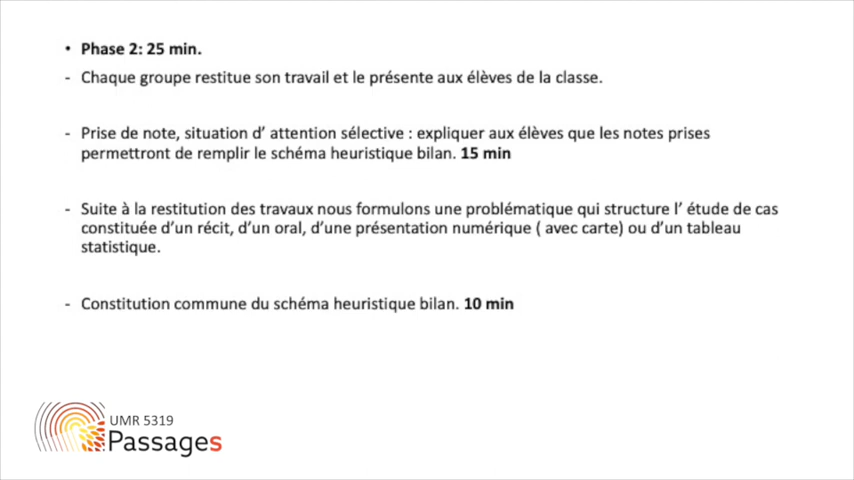 • Phase 2: 25 min.
- Chaque groupe restitue son travail et le présente aux élèves de la classe.
- Prise de note, situation d’ attention sélective : expliquer aux élèves que les notes prises
permettront de remplir le schéma heuristique bilan. 15 min
- Suite à la restitution des travaux nous formulons une problématique qui structure l’ étude de cas
constituée d’un récit, d’un oral, d’une présentation numérique ( avec carte) ou d’un tableau
statistique.
- Constitution commune du schéma heuristique bilan. 10 min
UMR 5319
Passages